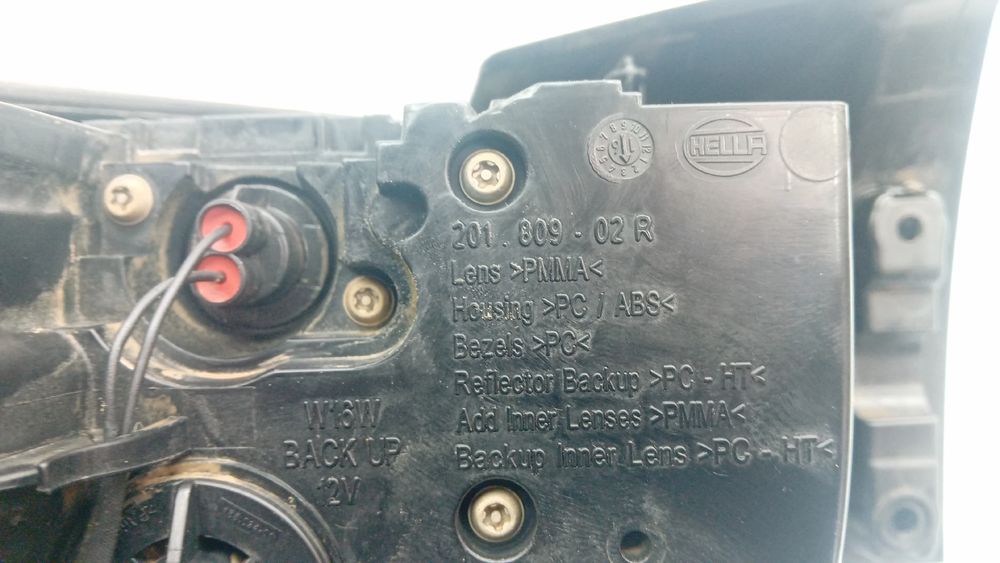 HELLA
201.809-02 R
Lens >PMMA<
Housing >PC / ABS<
Bezels >PC<
Reflector Backup >PC - HT<
Add Inner Lenses >PMMA<
Backup Inner Lens >PC - HT<
W16W
BACK UP
12V